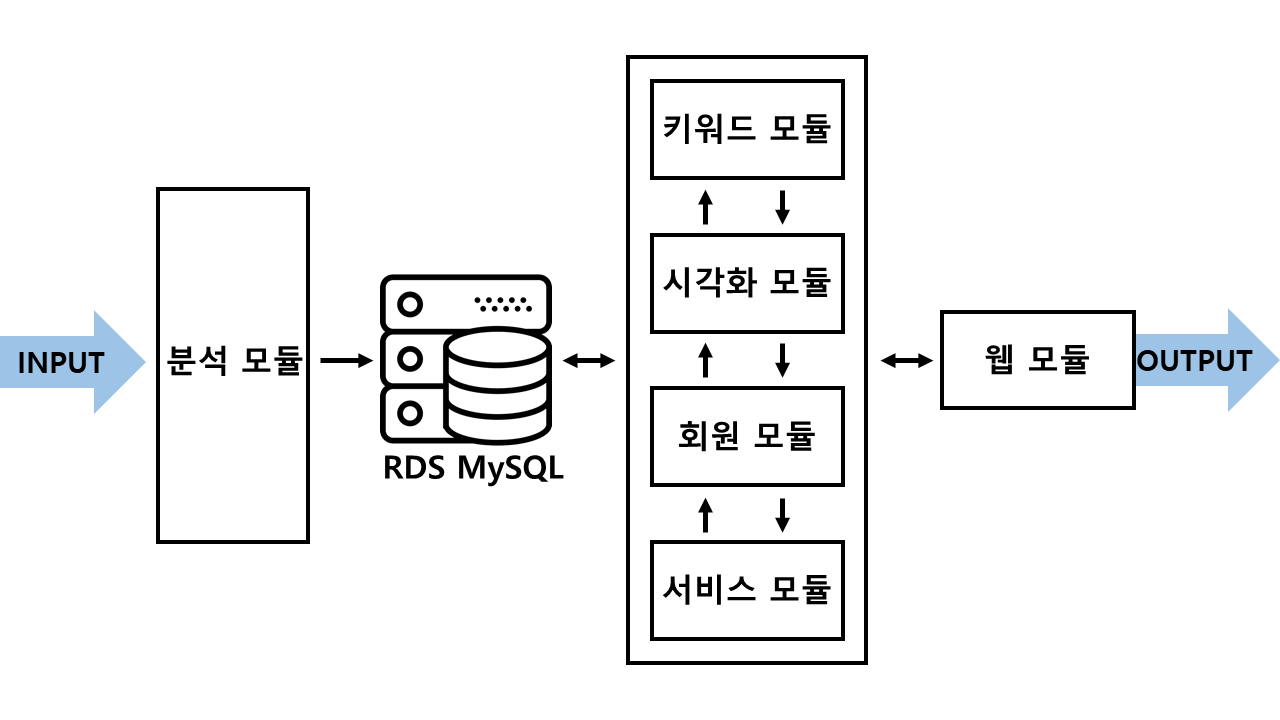 INPUT
분석 모듈
RDS MySQL
키워드 모듈
시각화 모듈
회원 모듈
서비스 모듈
웹 모듈
OUTPUT